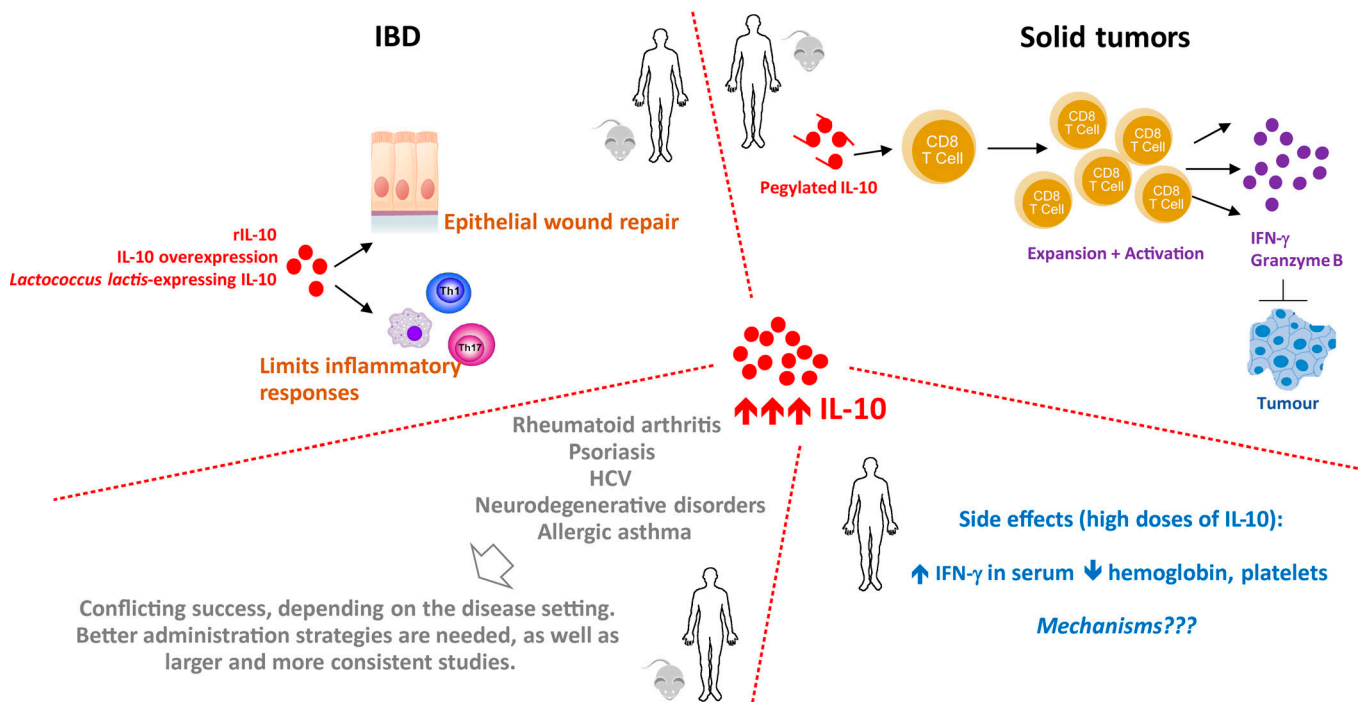 IBD
Solid tumors
CD8
T Cell
CD8
T Cell
CD8
T Cell
CD8
T Cell
CD8
T Cell
CD8
T Cell
Pegylated IL-10
Expansion + Activation
IFN-γ
Granzyme B
Tumour
Epithelial wound repair
rIL-10
IL-10 overexpression
Lactococcus lactis-expressing IL-10
Th1
Th17
Limits inflammatory
responses
IL-10
Rheumatoid arthritis
Psoriasis
HCV
Neurodegenerative disorders
Allergic asthma
Conflicting success, depending on the disease setting.
Better administration strategies are needed, as well as
larger and more consistent studies.
Side effects (high doses of IL-10):
↑ IFN-γ in serum ↓ hemoglobin, platelets
Mechanisms???